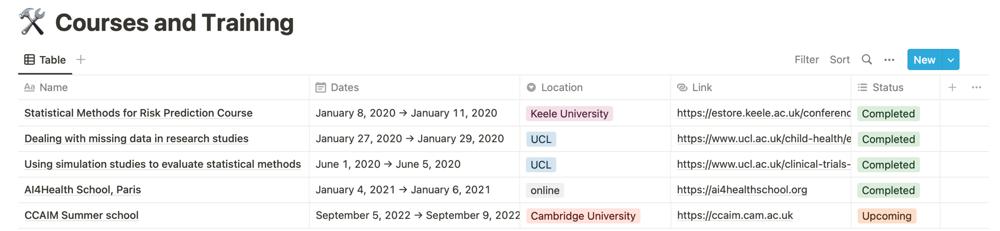 Courses and Training
Table
Filter Sort New
Aa Name Dates Location Link Status
Statistical Methods for Risk Prediction Course January 8, 2020 → January 11, 2020 Keele University https://estore.keele.ac.uk/conferenc Completed
Dealing with missing data in research studies January 27, 2020 → January 29, 2020 UCL https://www.ucl.ac.uk/child-health/e Completed
Using simulation studies to evaluate statistical methods June 1, 2020 → June 5, 2020 UCL https://www.ucl.ac.uk/clinical-trials- Completed
AI4Health School, Paris January 4, 2021 → January 6, 2021 online https://ai4healthschool.org Completed
CCAIM Summer school September 5, 2022 → September 9, 2022 Cambridge University https://ccaim.cam.ac.uk Upcoming